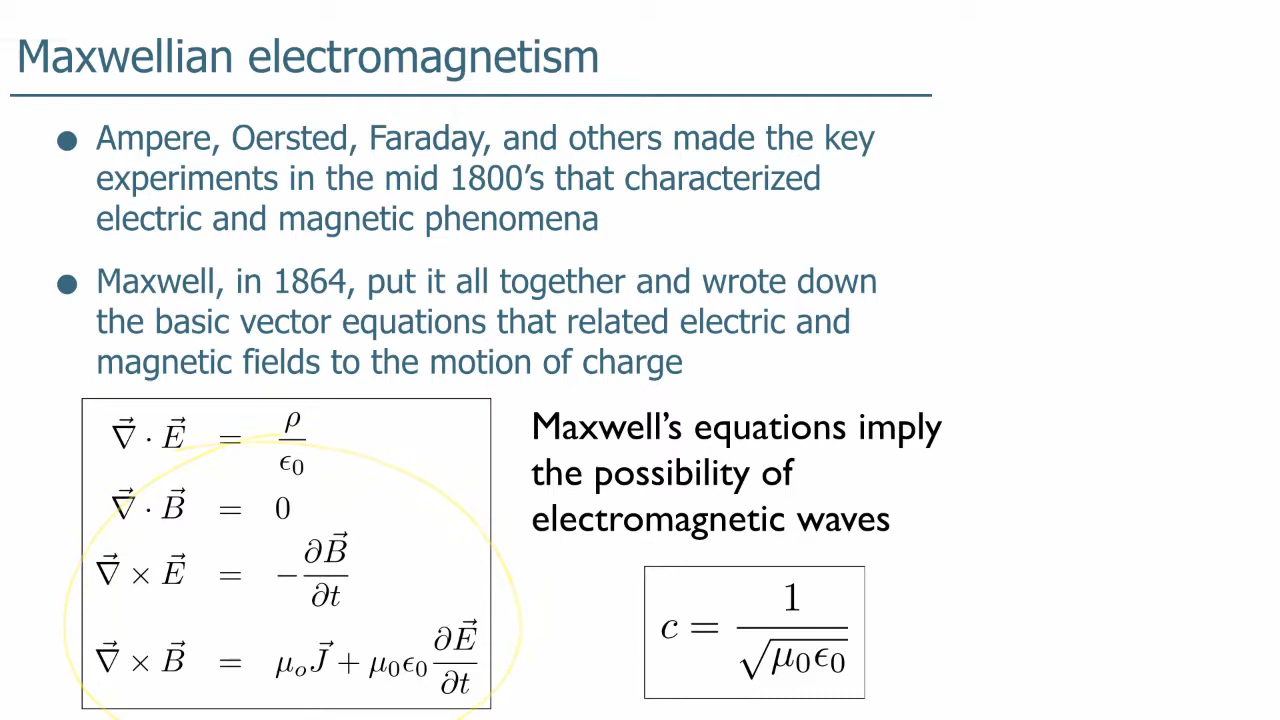 Maxwellian electromagnetism
● Ampere, Oersted, Faraday, and others made the key
experiments in the mid 1800’s that characterized
electric and magnetic phenomena
● Maxwell, in 1864, put it all together and wrote down
the basic vector equations that related electric and
magnetic fields to the motion of charge
∇⃗ · E⃗ = ρ/ϵ₀
∇⃗ · B⃗ = 0
∇⃗ × E⃗ = −∂B⃗/∂t
∇⃗ × B⃗ = μₒJ⃗ + μ₀ϵ₀ ∂E⃗/∂t
Maxwell’s equations imply
the possibility of
electromagnetic waves
c = 1/√(μ₀ϵ₀)